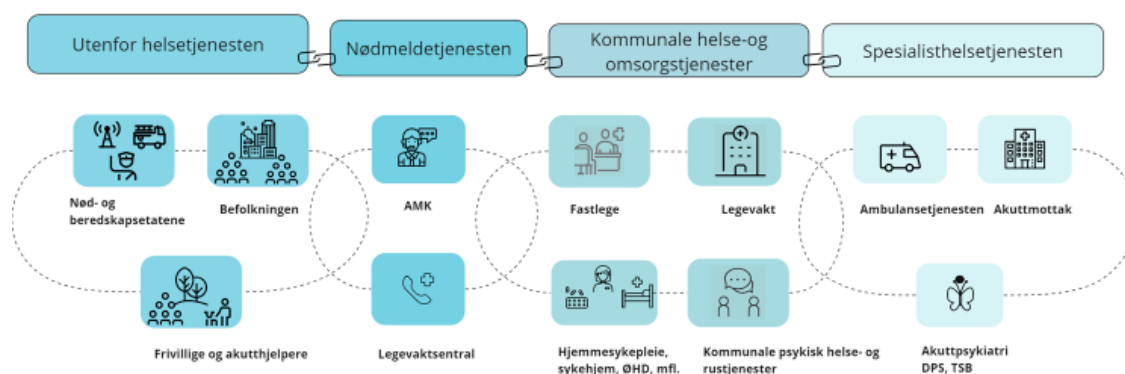 Utenfor helsetjenesten
Nødmeldetjenesten
Kommunale helse-og
omsorgstjenester
Spesialisthelsetjenesten
Nød- og
beredskapsetatene
Befolkningen
AMK
Fastlege
Legevakt
Ambulansetjenesten
Akuttmottak
Frivillige og akutthjelpere
Legevaktsentral
Hjemmesykepleie,
sykehjem, ØHD, mfl.
Kommunale psykisk helse- og
rustjenester
Akuttpsykiatri
DPS, TSB